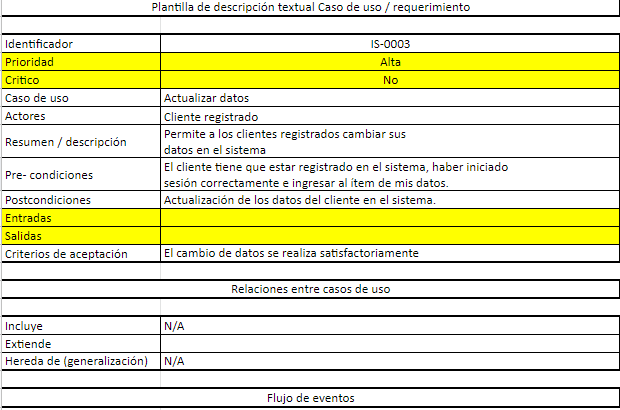 Plantilla de descripción textual Caso de uso / requerimiento
Identificador IS-0003
Prioridad Alta
Critico No
Caso de uso Actualizar datos
Actores Cliente registrado
Resumen / descripción Permite a los clientes registrados cambiar sus
datos en el sistema
Pre- condiciones El cliente tiene que estar registrado en el sistema, haber iniciado
sesión correctamente e ingresar al ítem de mis datos.
Postcondiciones Actualización de los datos del cliente en el sistema.
Entradas
Salidas
Criterios de aceptación El cambio de datos se realiza satisfactoriamente
Relaciones entre casos de uso
Incluye N/A
Extiende
Hereda de (generalización) N/A
Flujo de eventos